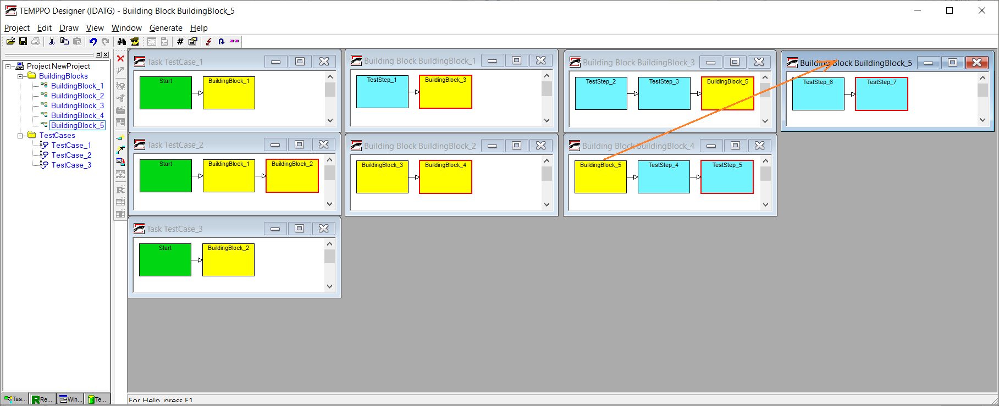 TEMPPO Designer (IDATG) - Building Block BuildingBlock_5
Project Edit Draw View Window Generate Help
Project NewProject
BuildingBlocks
BuildingBlock_1
BuildingBlock_2
BuildingBlock_3
BuildingBlock_4
BuildingBlock_5
TestCases
TestCase_1
TestCase_2
TestCase_3
Tas...
Re...
Win...
Te...
Task TestCase_1
Start
BuildingBlock_1
Building Block BuildingBlock_1
TestStep_1
BuildingBlock_3
Building Block BuildingBlock_3
TestStep_2
TestStep_3
BuildingBlock_5
Building Block BuildingBlock_5
TestStep_6
TestStep_7
Task TestCase_2
Start
BuildingBlock_1
BuildingBlock_2
Building Block BuildingBlock_2
BuildingBlock_3
BuildingBlock_4
Building Block BuildingBlock_4
BuildingBlock_5
TestStep_4
TestStep_5
Task TestCase_3
Start
BuildingBlock_2
For Help, press F1